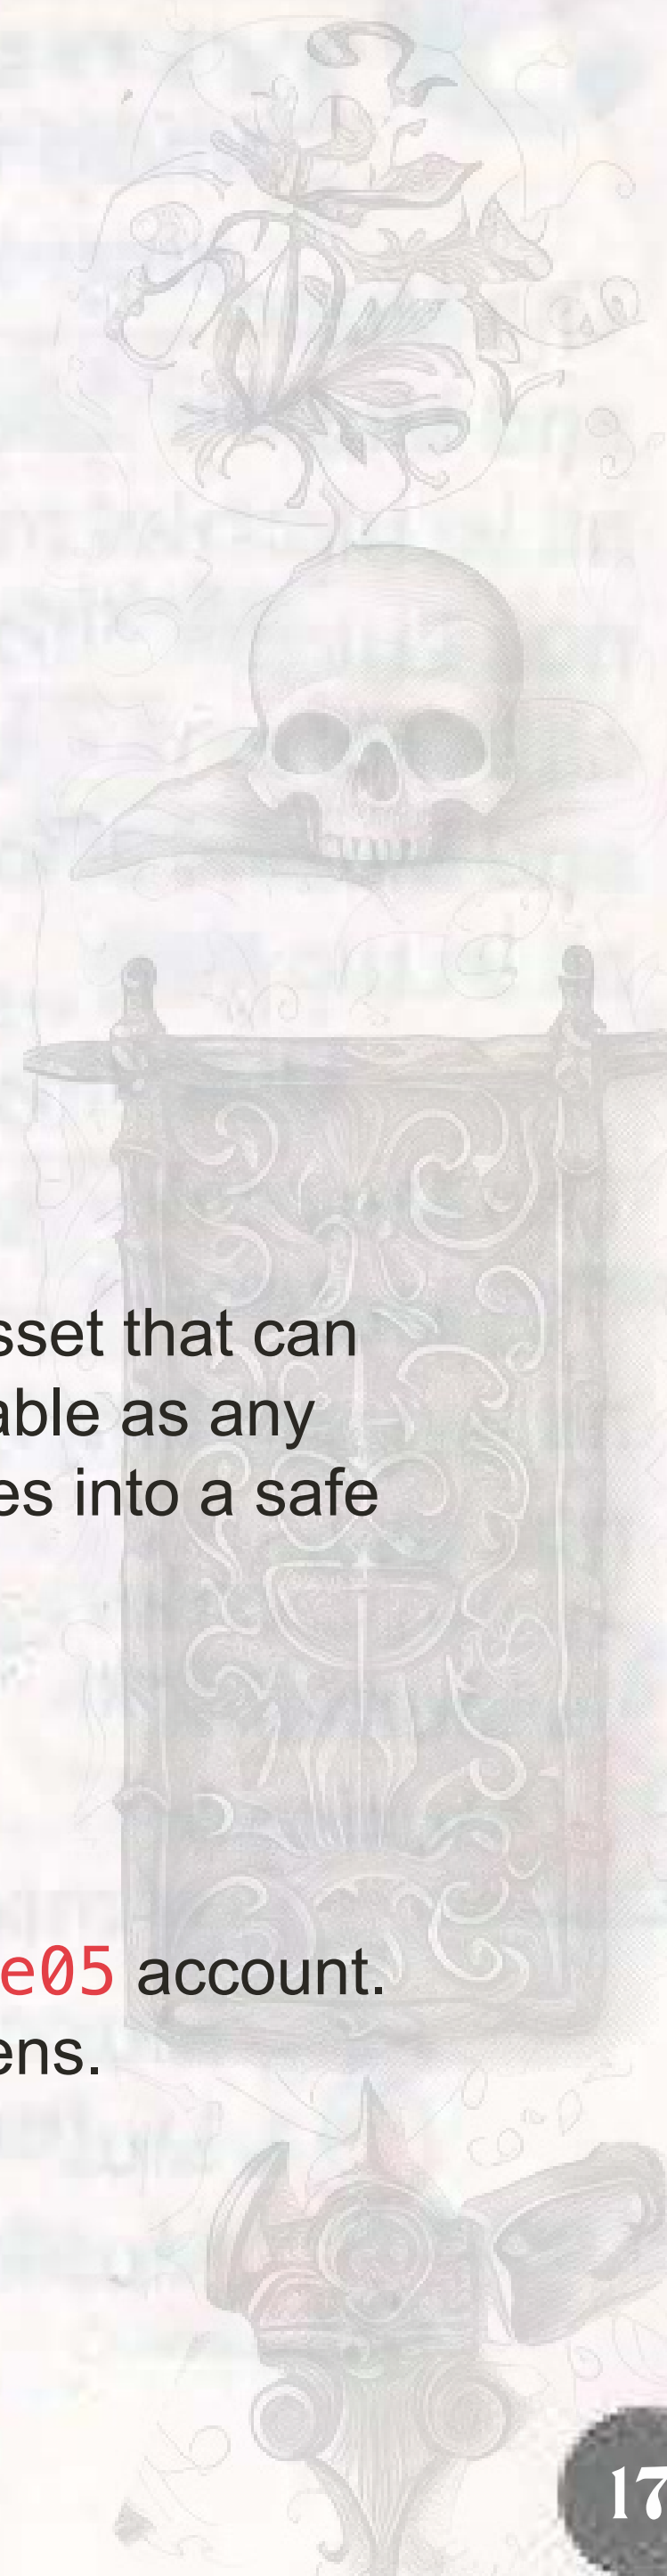 sset that can
able as any
es into a safe
e05 account.
ens.
17